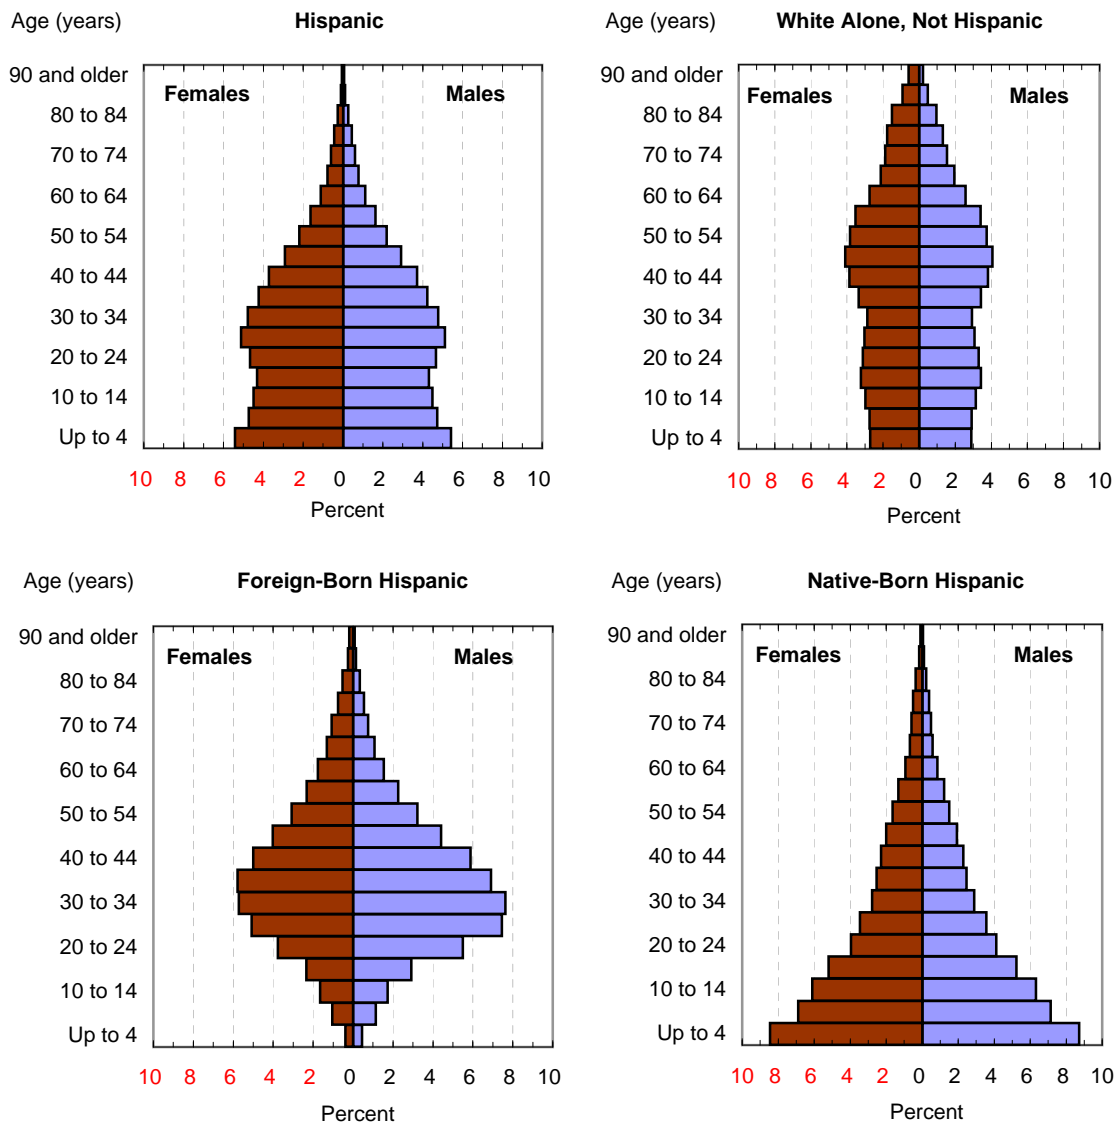 Age (years) Hispanic
90 and older
Females Males
80 to 84
70 to 74
60 to 64
50 to 54
40 to 44
30 to 34
20 to 24
10 to 14
Up to 4
10 8 6 4 2 0 2 4 6 8 10
Percent
Age (years) White Alone, Not Hispanic
90 and older
Females Males
80 to 84
70 to 74
60 to 64
50 to 54
40 to 44
30 to 34
20 to 24
10 to 14
Up to 4
10 8 6 4 2 0 2 4 6 8 10
Percent
Age (years) Foreign-Born Hispanic
90 and older
Females Males
80 to 84
70 to 74
60 to 64
50 to 54
40 to 44
30 to 34
20 to 24
10 to 14
Up to 4
10 8 6 4 2 0 2 4 6 8 10
Percent
Age (years) Native-Born Hispanic
90 and older
Females Males
80 to 84
70 to 74
60 to 64
50 to 54
40 to 44
30 to 34
20 to 24
10 to 14
Up to 4
10 8 6 4 2 0 2 4 6 8 10
Percent